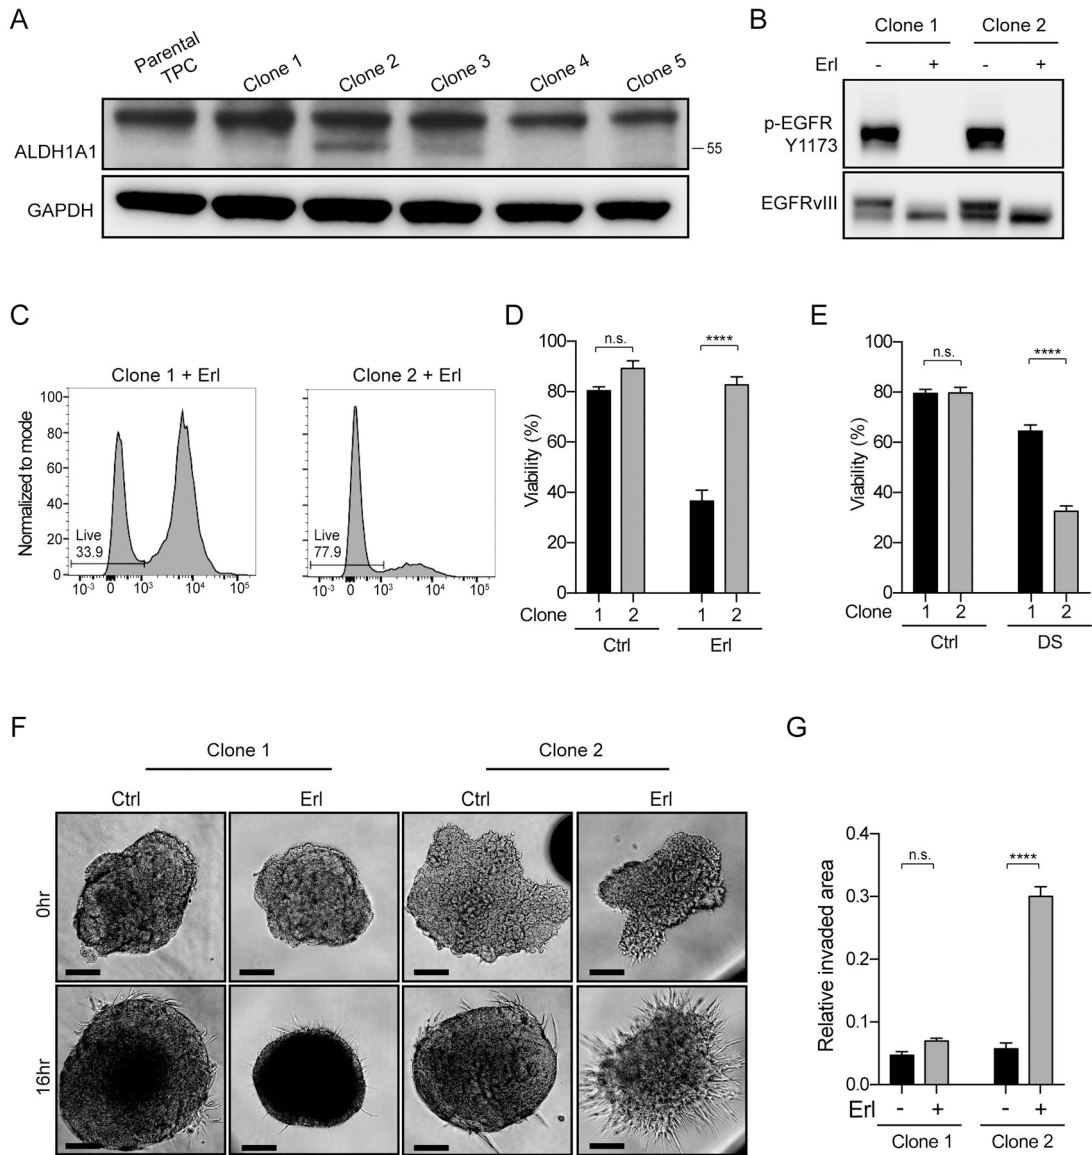 A
Parental
TPC
Clone 1
Clone 2
Clone 3
Clone 4
Clone 5
ALDH1A1
55
GAPDH
B
Clone 1
Clone 2
Erl
-
+
-
+
p-EGFR
Y1173
EGFRvIII
C
Clone 1 + Erl
Clone 2 + Erl
Normalized to mode
100
80
60
40
20
0
Live
33.9
10-3
0
10³
10⁴
10⁵
Live
77.9
10-3
0
10³
10⁴
10⁵
D
Viability (%)
100
80
60
40
20
0
n.s.
****
Clone
1
2
1
2
Ctrl
Erl
E
Viability (%)
100
80
60
40
20
0
n.s.
****
Clone
1
2
1
2
Ctrl
DS
F
Clone 1
Clone 2
Ctrl
Erl
Ctrl
Erl
0hr
16hr
G
Relative invaded area
0.4
0.3
0.2
0.1
0.0
n.s.
****
Erl
-
+
-
+
Clone 1
Clone 2